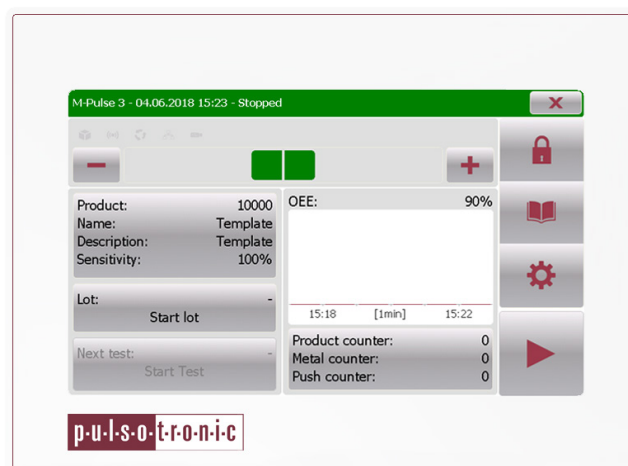 M-Pulse 3 - 04.06.2018 15:23 - Stopped
Product: 10000
Name: Template
Description: Template
Sensitivity: 100%
Lot: -
Start lot
Next test: -
Start Test
OEE: 90%
15:18 [1min] 15:22
Product counter: 0
Metal counter: 0
Push counter: 0
p·u·l·s·o·t·r·o·n·i·c